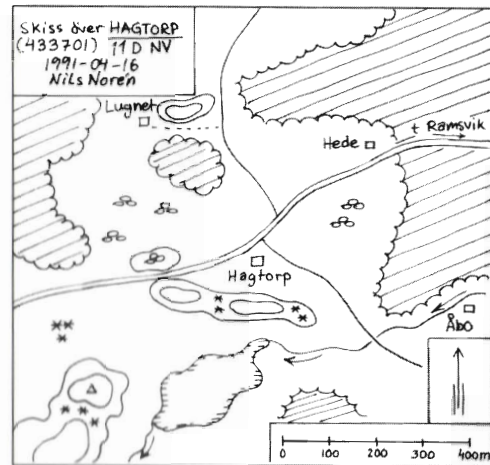 Skiss över HAGTORP
(433701) 11 D NV
1991-04-16
Nils Norén
Lugnet
Hede
t Ramsvik
Hagtorp
Åbo
0 100 200 300 400m